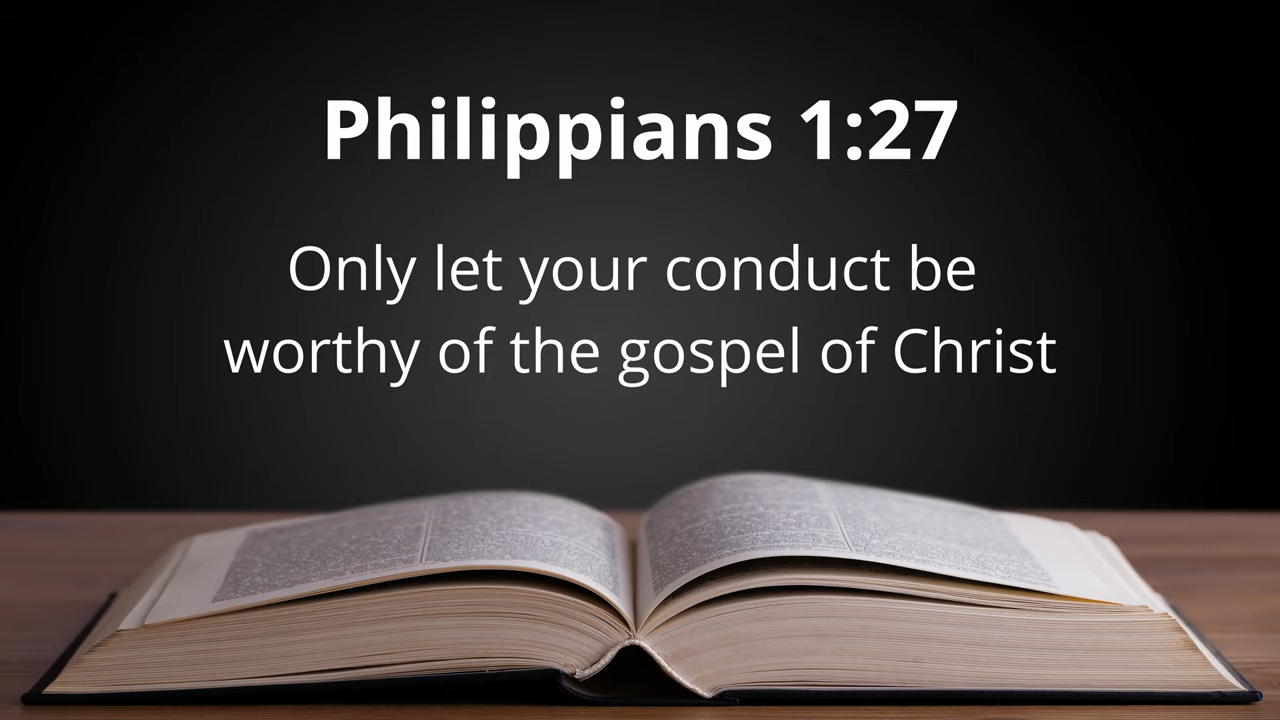 Philippians 1:27
Only let your conduct be
worthy of the gospel of Christ